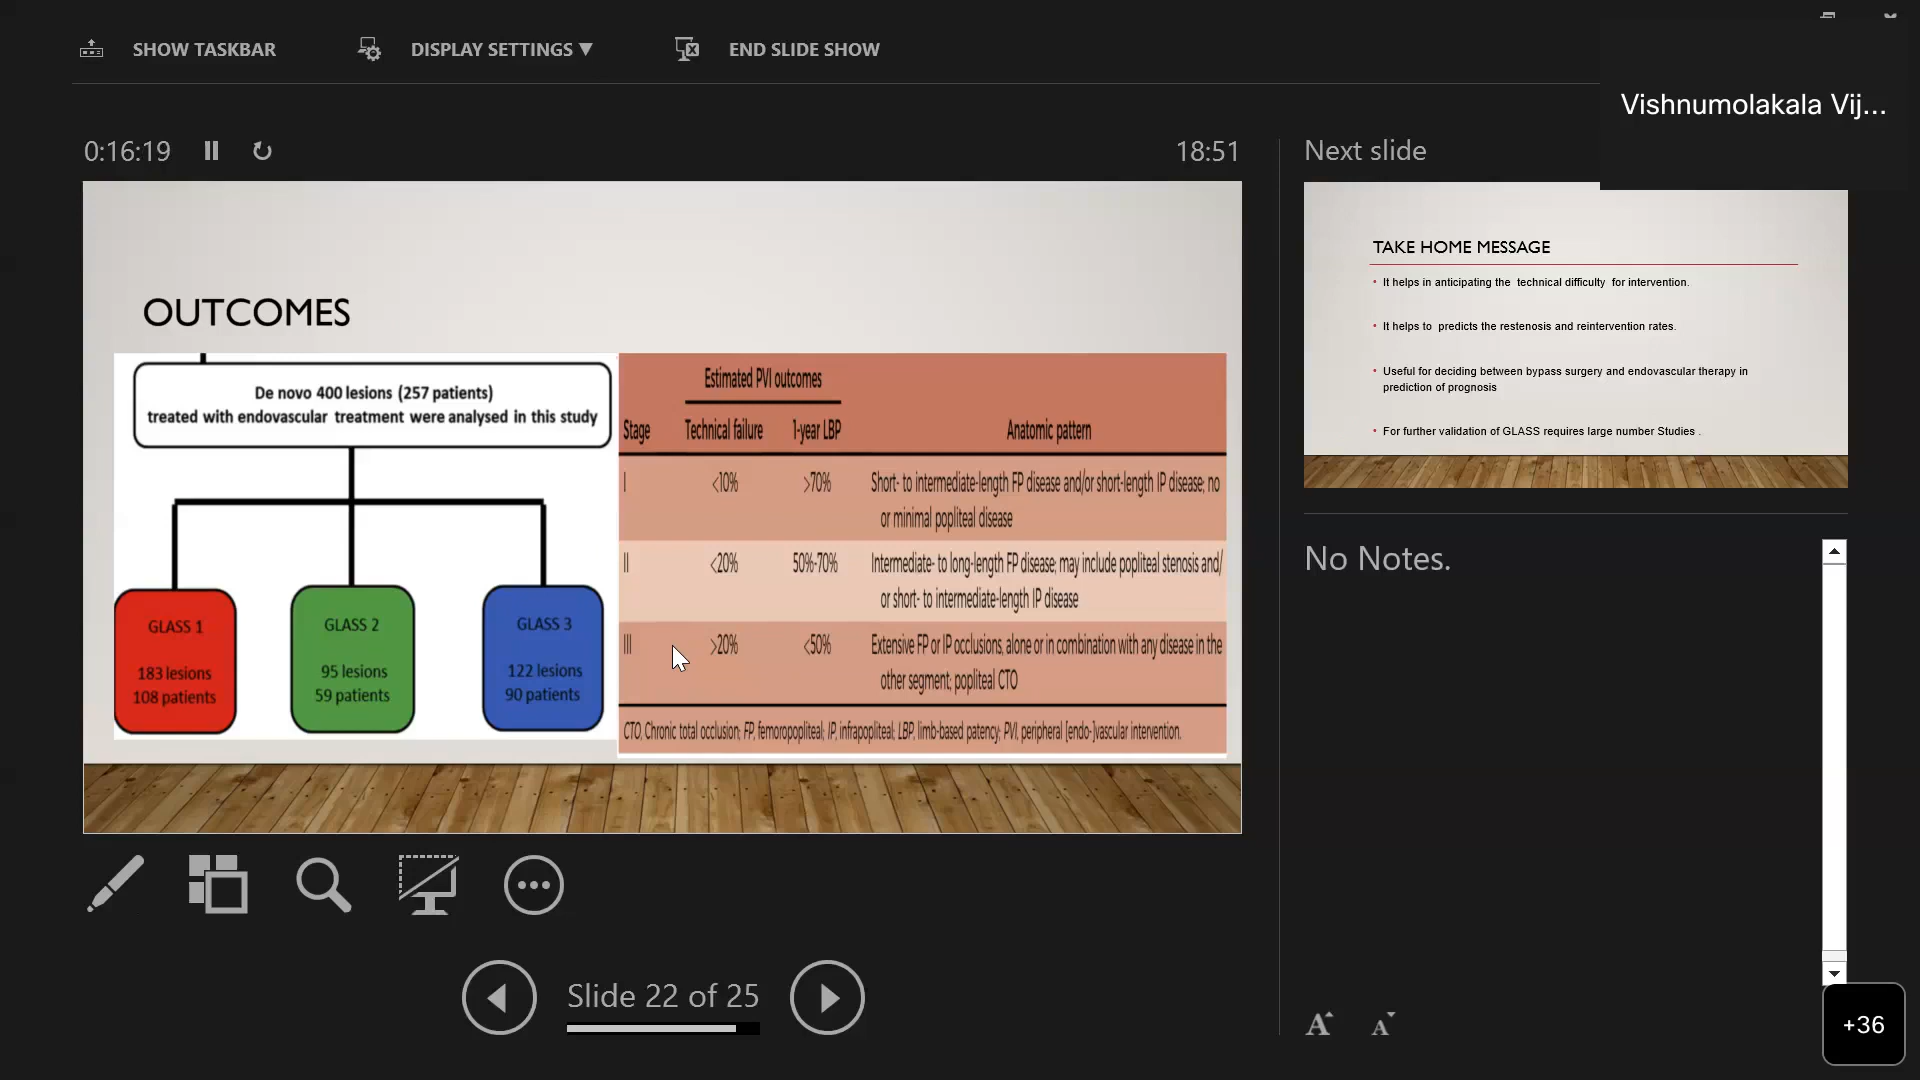 SHOW TASKBAR
DISPLAY SETTINGS ▼
END SLIDE SHOW
Vishnumolakala Vij...
0:16:19
18:51
Next slide
OUTCOMES
De novo 400 lesions (257 patients)
treated with endovascular treatment were analysed in this study
GLASS 1
183 lesions
108 patients
GLASS 2
95 lesions
59 patients
GLASS 3
122 lesions
90 patients
Estimated PVI outcomes
Stage Technical failure 1-year LBP Anatomic pattern
I <10% >70% Short- to intermediate-length FP disease and/or short-length IP disease; no
or minimal popliteal disease
II <20% 50%-70% Intermediate- to long-length FP disease; may include popliteal stenosis and/
or short- to intermediate-length IP disease
III >20% <50% Extensive FP or IP occlusions, alone or in combination with any disease in the
other segment; popliteal CTO
CTO, Chronic total occlusion; FP, femoropopliteal; IP, infrapopliteal; LBP, limb-based patency; PVI, peripheral [endo-]vascular intervention.
TAKE HOME MESSAGE
• It helps in anticipating the technical difficulty for intervention.
• It helps to predicts the restenosis and reintervention rates.
• Useful for deciding between bypass surgery and endovascular therapy in
prediction of prognosis
• For further validation of GLASS requires large number Studies .
No Notes.
Slide 22 of 25
A A
+36